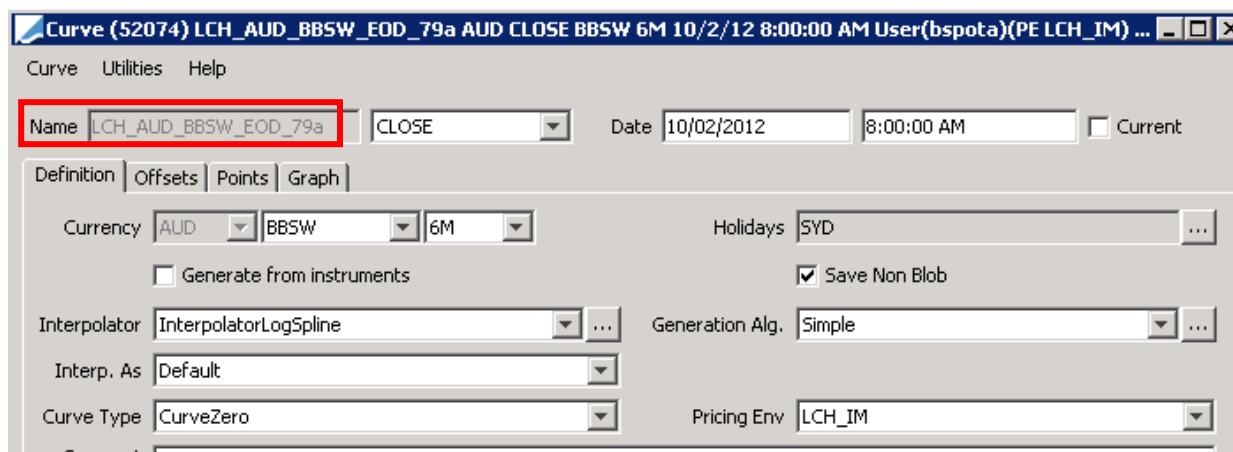 Curve (52074) LCH_AUD_BBSW_EOD_79a AUD CLOSE BBSW 6M 10/2/12 8:00:00 AM User(bspota)(PE LCH_IM) ...
Curve Utilities Help
Name LCH_AUD_BBSW_EOD_79a CLOSE Date 10/02/2012 8:00:00 AM Current
Definition Offsets Points Graph
Currency AUD BBSW 6M Holidays SYD ...
Generate from instruments Save Non Blob
Interpolator InterpolatorLogSpline ... Generation Alg. Simple ...
Interp. As Default
Curve Type CurveZero Pricing Env LCH_IM